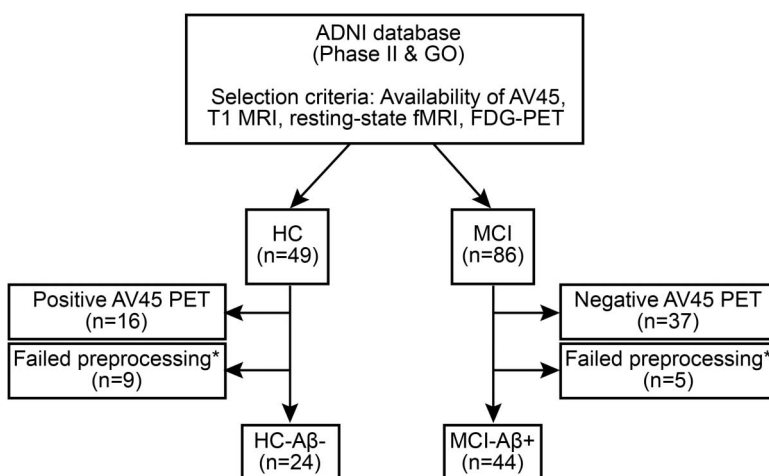 ADNI database
(Phase II & GO)
Selection criteria: Availability of AV45,
T1 MRI, resting-state fMRI, FDG-PET
HC
(n=49)
MCI
(n=86)
Positive AV45 PET
(n=16)
Negative AV45 PET
(n=37)
Failed preprocessing*
(n=9)
Failed preprocessing*
(n=5)
HC-Aβ-
(n=24)
MCI-Aβ+
(n=44)